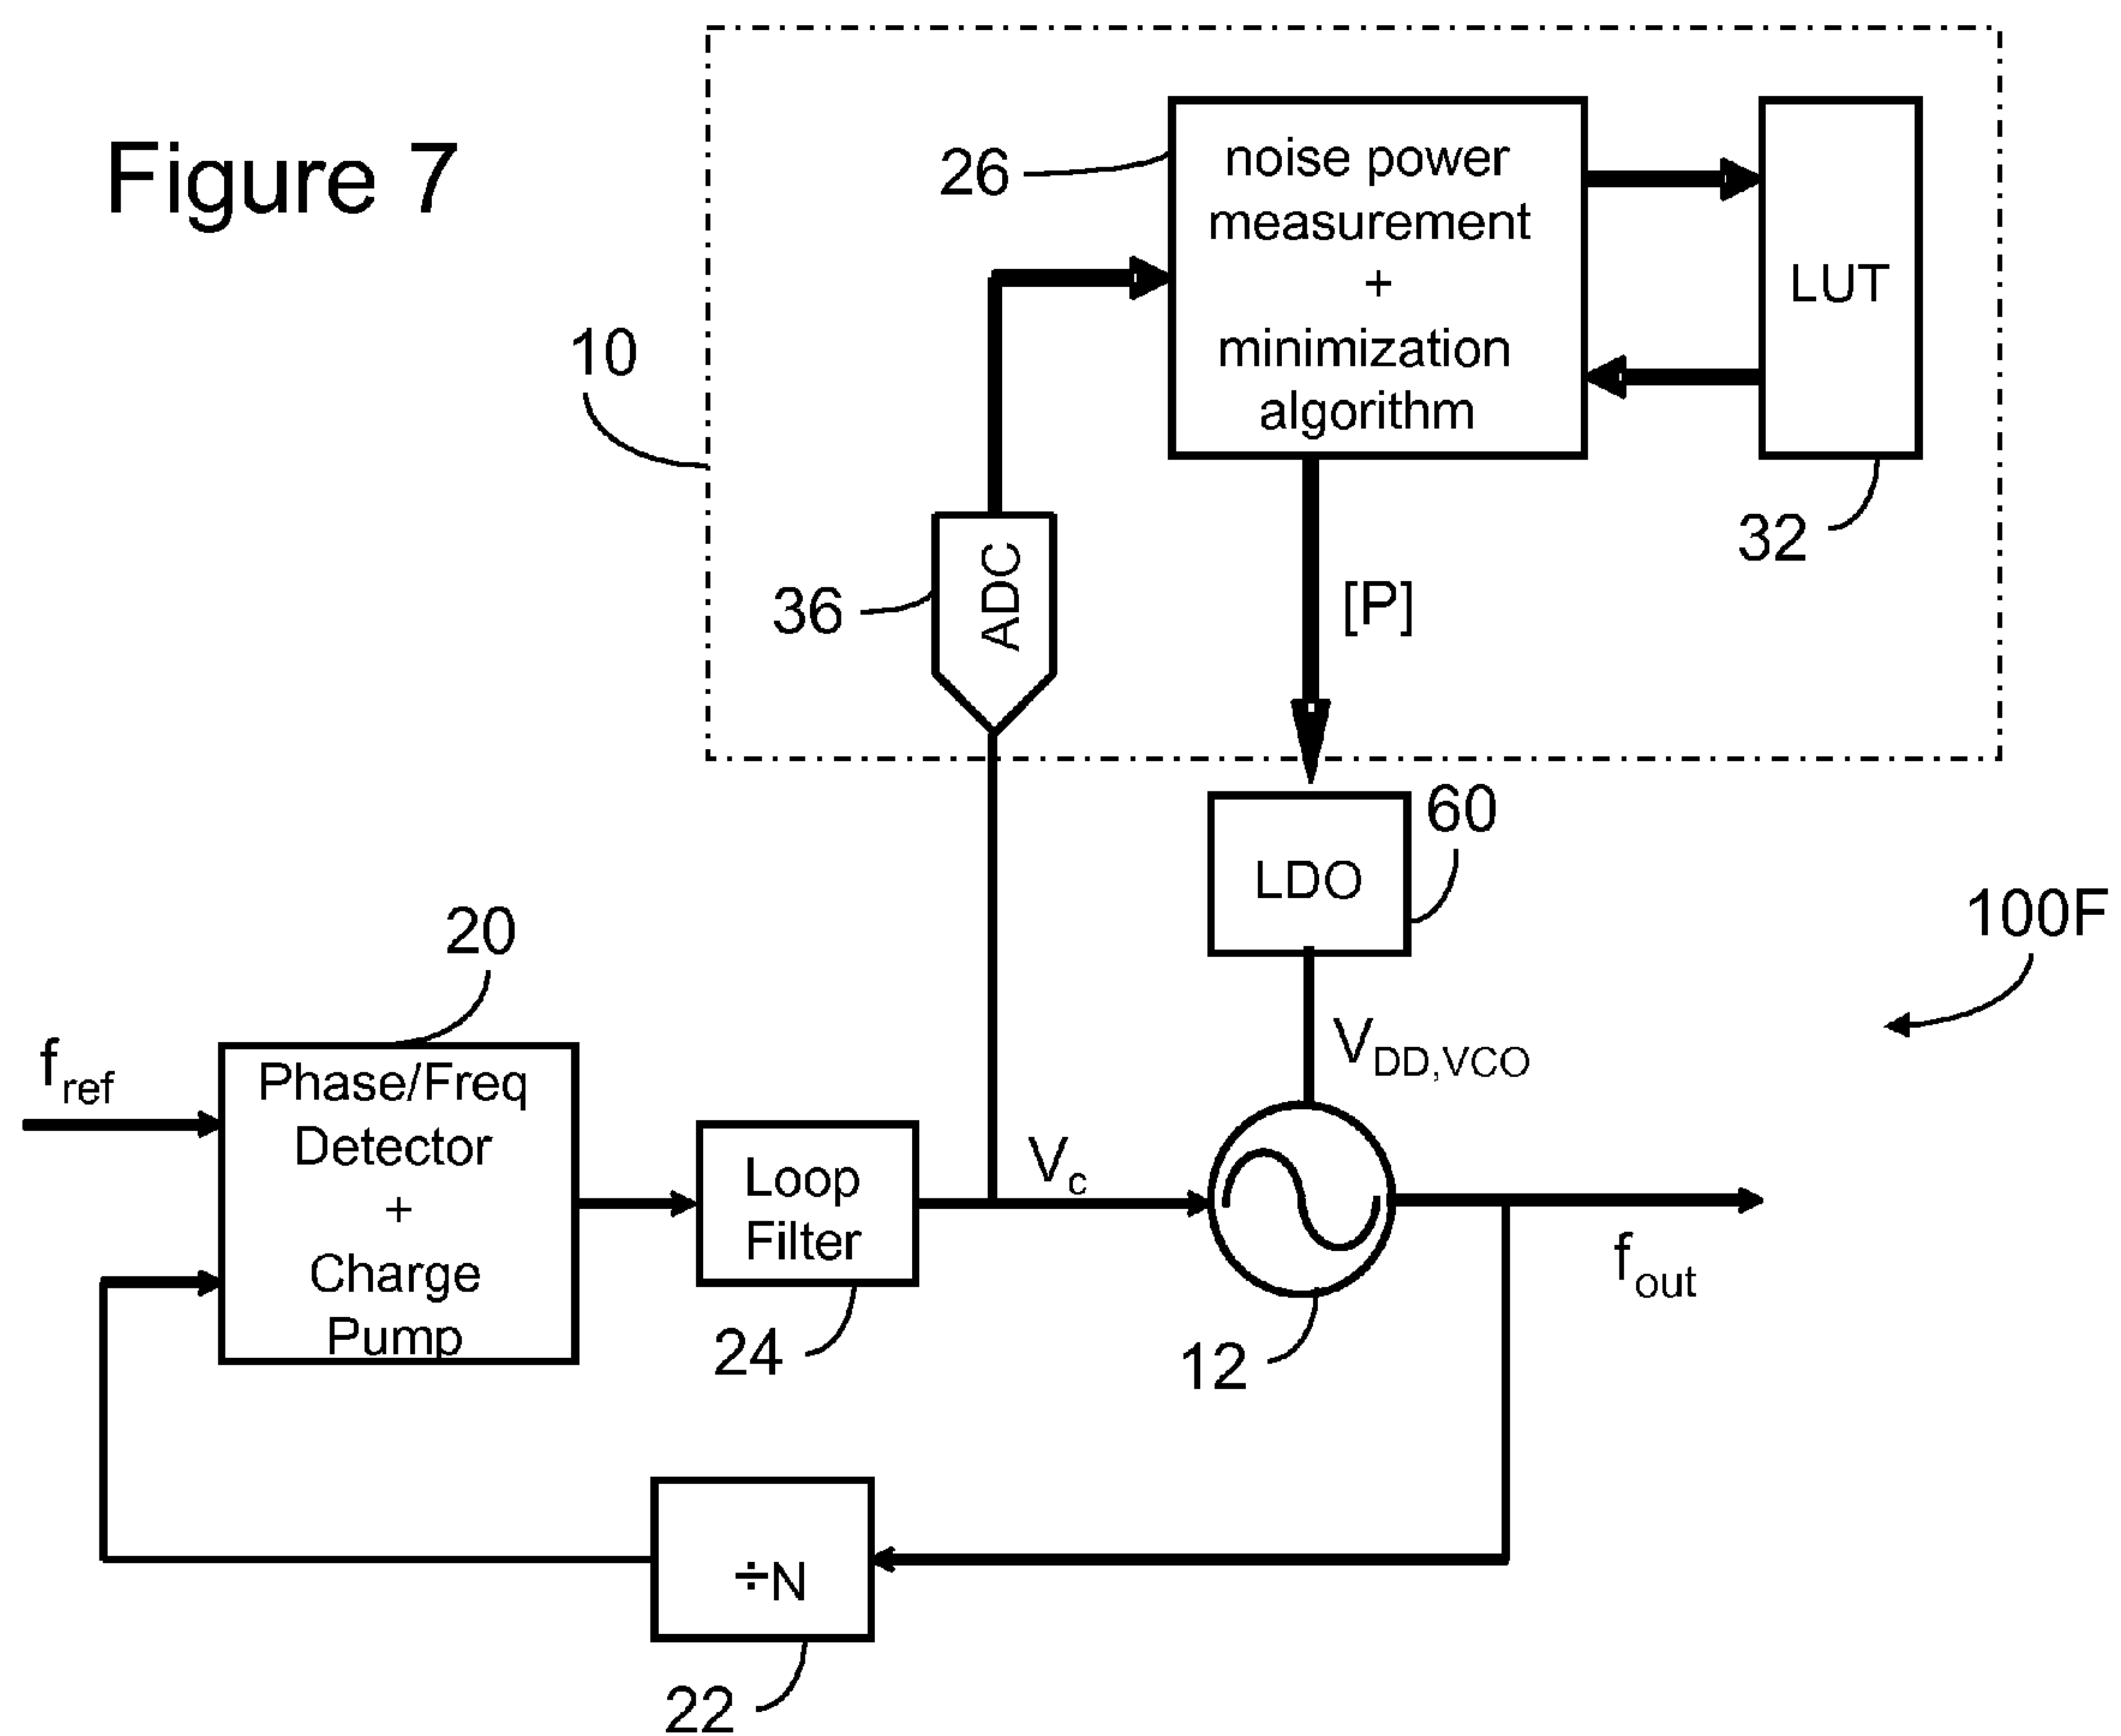 Figure 7
10
26
noise power
measurement
+
minimization
algorithm
LUT
32
36
ADC
[P]
60
LDO
100F
20
f_ref
Phase/Freq
Detector
+
Charge
Pump
V_DD,VCO
Loop
Filter
V_c
24
12
f_out
÷N
22